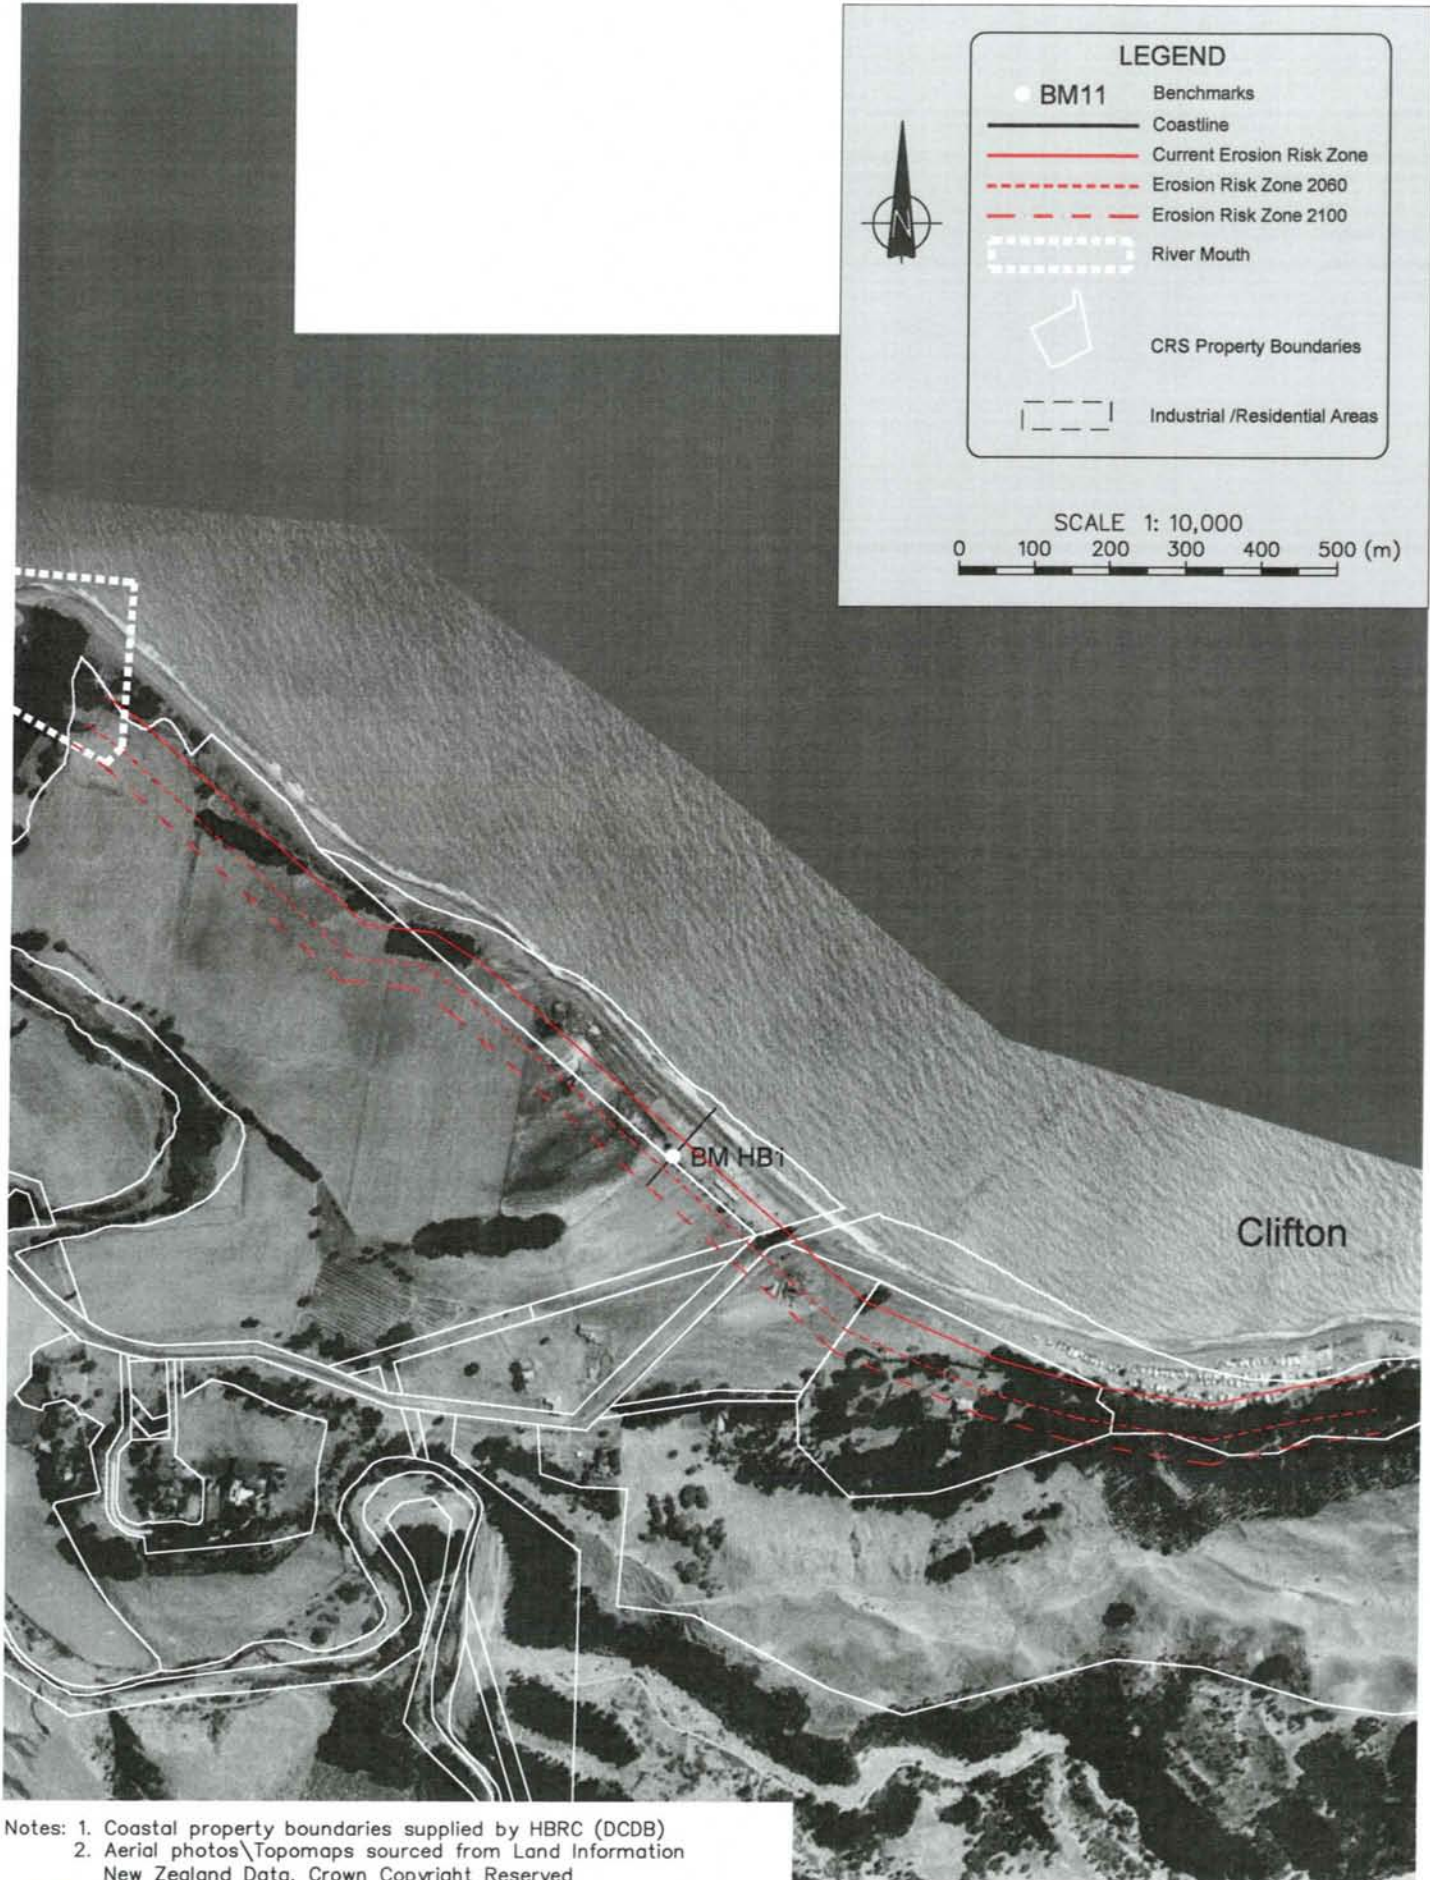 LEGEND
BM11 Benchmarks
Coastline
Current Erosion Risk Zone
Erosion Risk Zone 2060
Erosion Risk Zone 2100
River Mouth
CRS Property Boundaries
Industrial /Residential Areas
N
SCALE 1: 10,000
0 100 200 300 400 500 (m)
BM HB1
Clifton
Notes: 1. Coastal property boundaries supplied by HBRC (DCDB)
2. Aerial photos\Topomaps sourced from Land Information
New Zealand Data. Crown Copyright Reserved